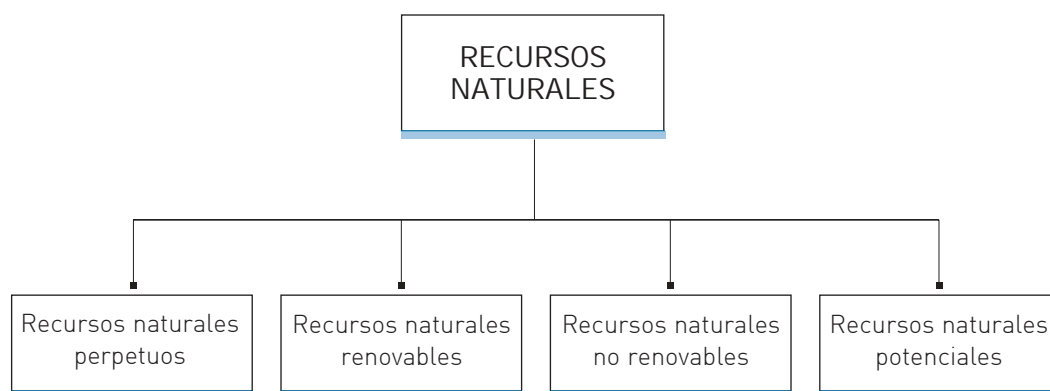 RECURSOS
NATURALES
Recursos naturales
perpetuos
Recursos naturales
renovables
Recursos naturales
no renovables
Recursos naturales
potenciales